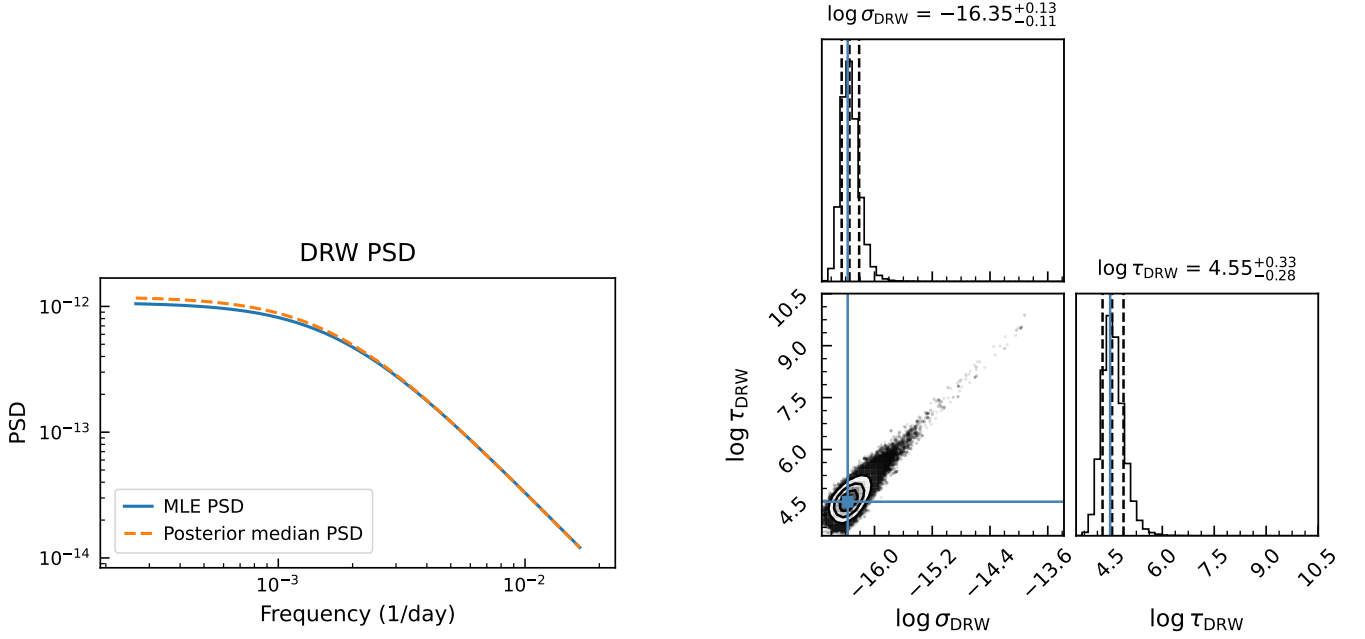 DRW PSD
PSD
10⁻¹²
10⁻¹³
10⁻¹⁴
MLE PSD
Posterior median PSD
10⁻³ 10⁻²
Frequency (1/day)
log σ_DRW = −16.35^{+0.13}_{−0.11}
log τ_DRW = 4.55^{+0.33}_{−0.28}
log τ_DRW
10.5
9.0
7.5
6.0
4.5
−16.0 −15.2 −14.4 −13.6
log σ_DRW
4.5 6.0 7.5 9.0 10.5
log τ_DRW